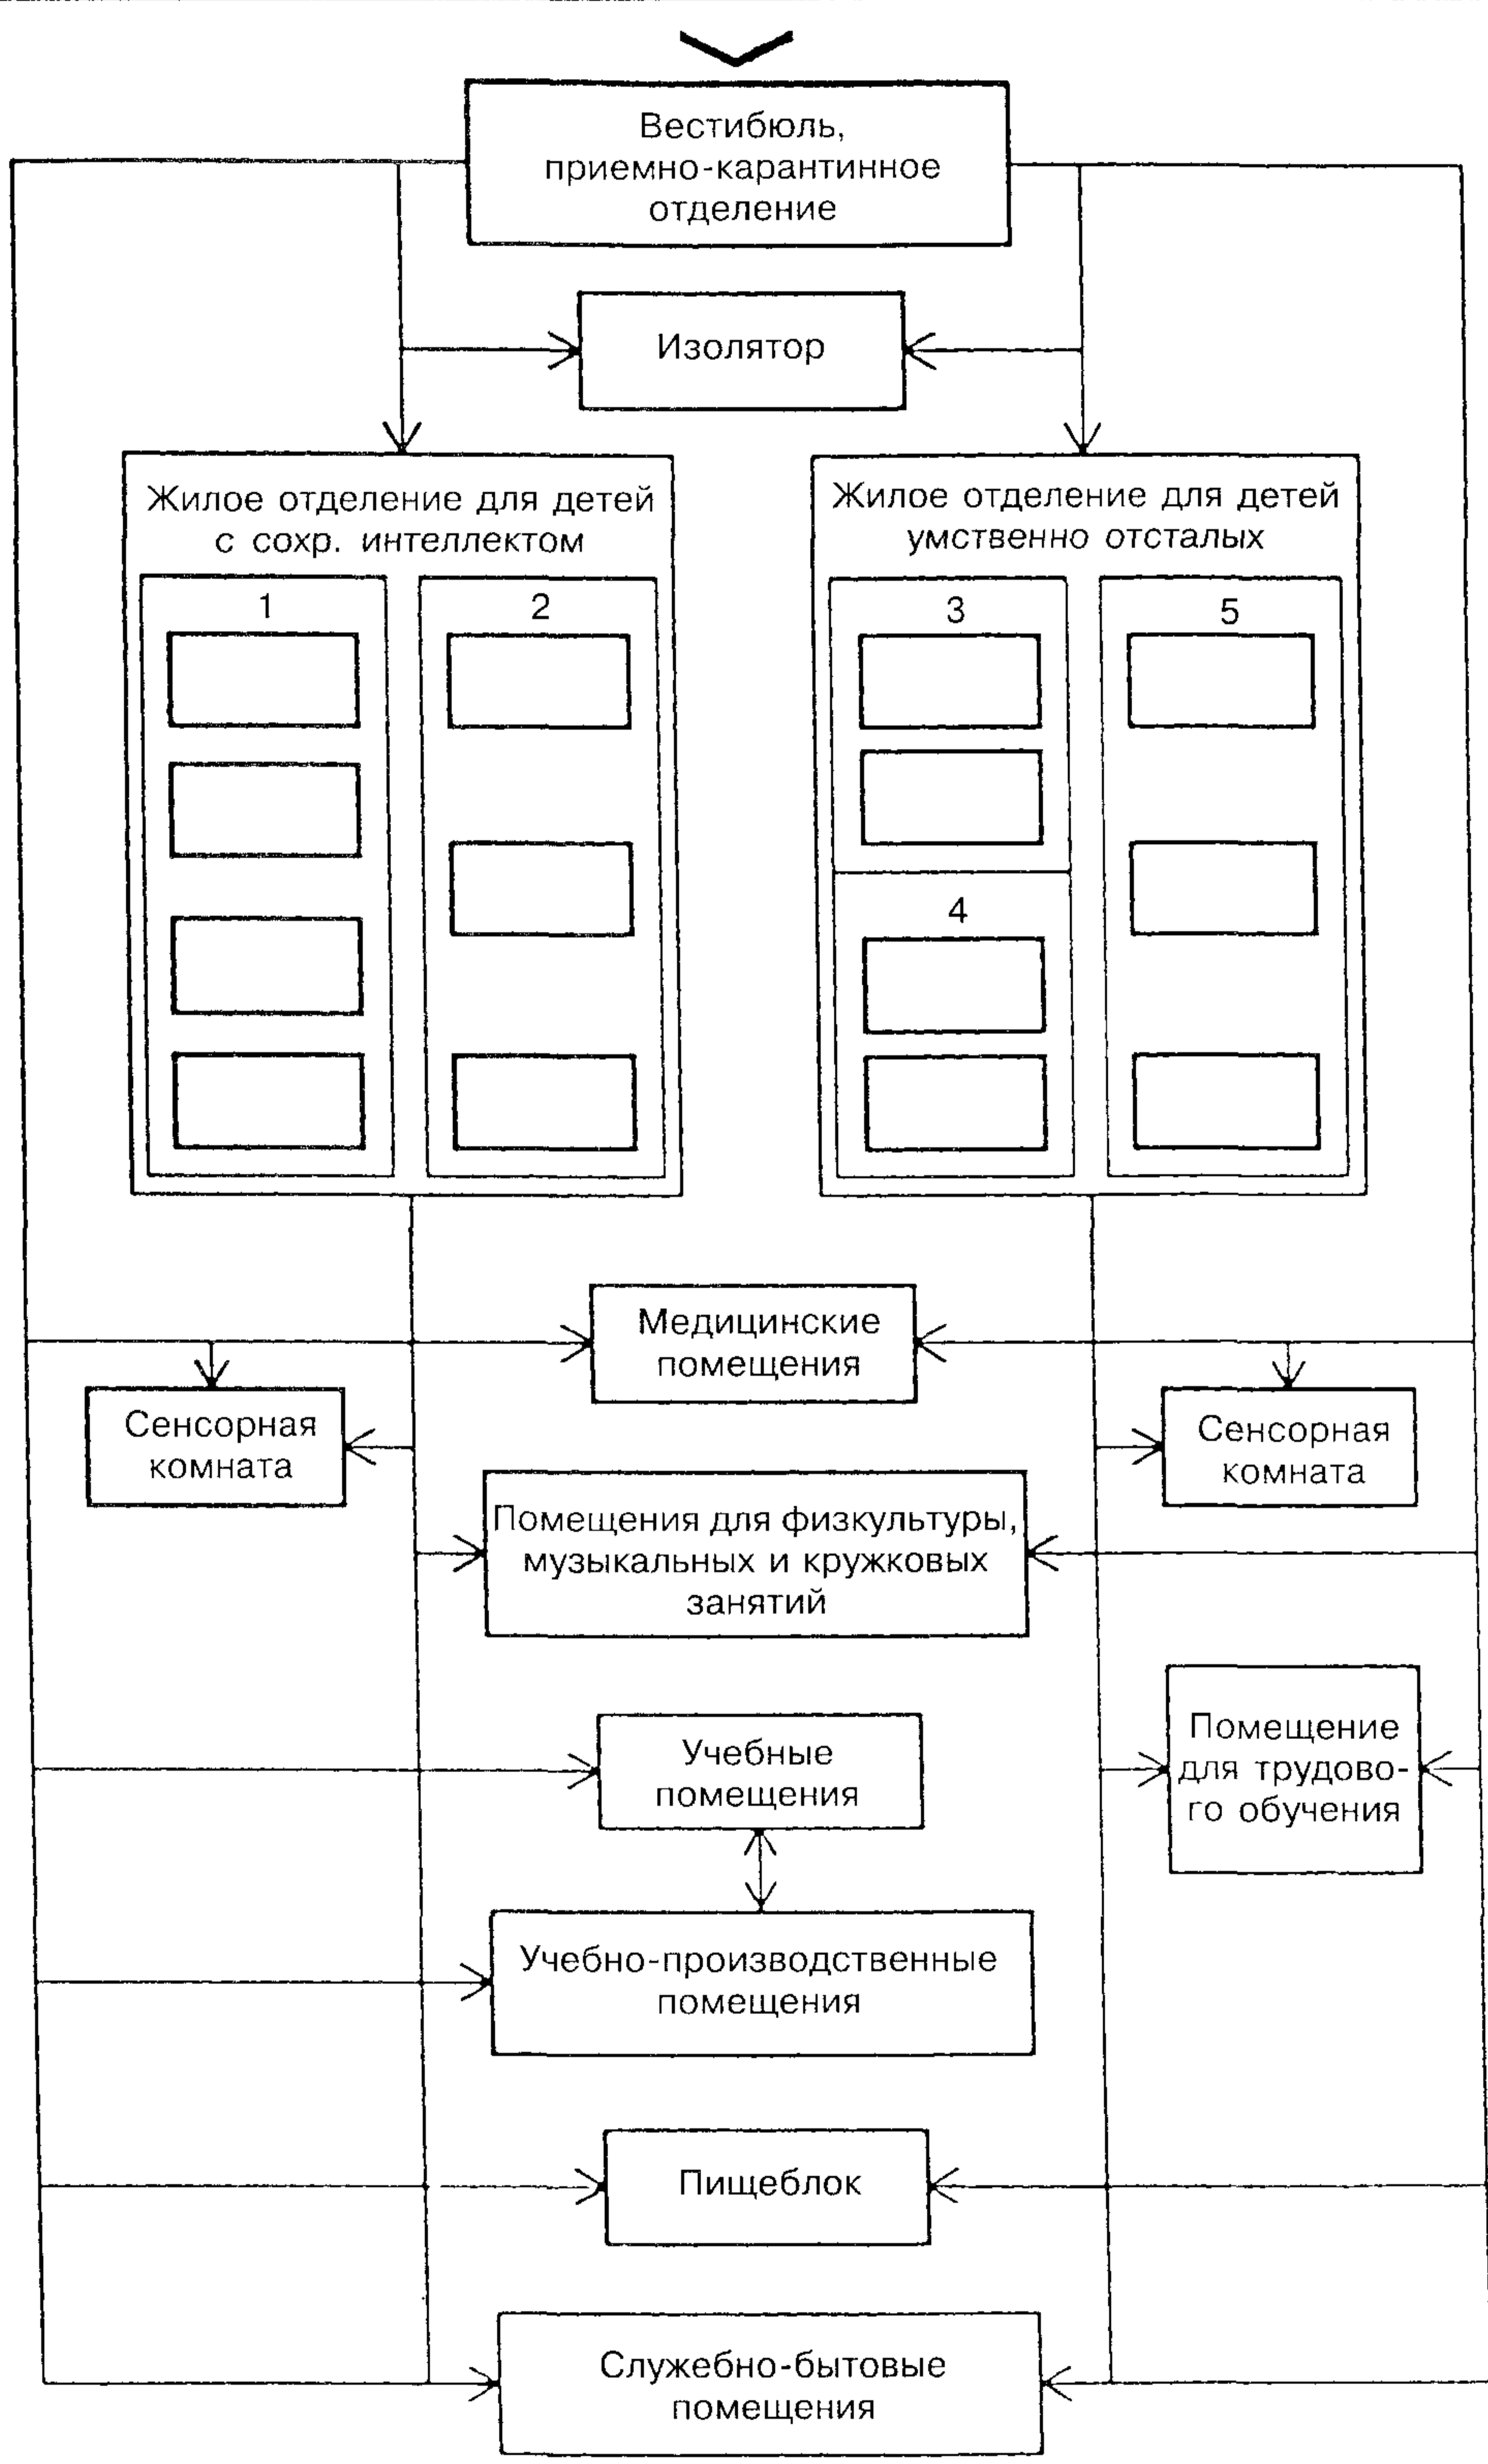 Вестибюль,
приемно-карантинное
отделение
Изолятор
Жилое отделение для детей
с сохр. интеллектом
1
2
Жилое отделение для детей
умственно отсталых
3
5
4
Медицинские
помещения
Сенсорная
комната
Сенсорная
комната
Помещения для физкультуры,
музыкальных и кружковых
занятий
Учебные
помещения
Помещение
для трудово-
го обучения
Учебно-производственные
помещения
Пищеблок
Служебно-бытовые
помещения